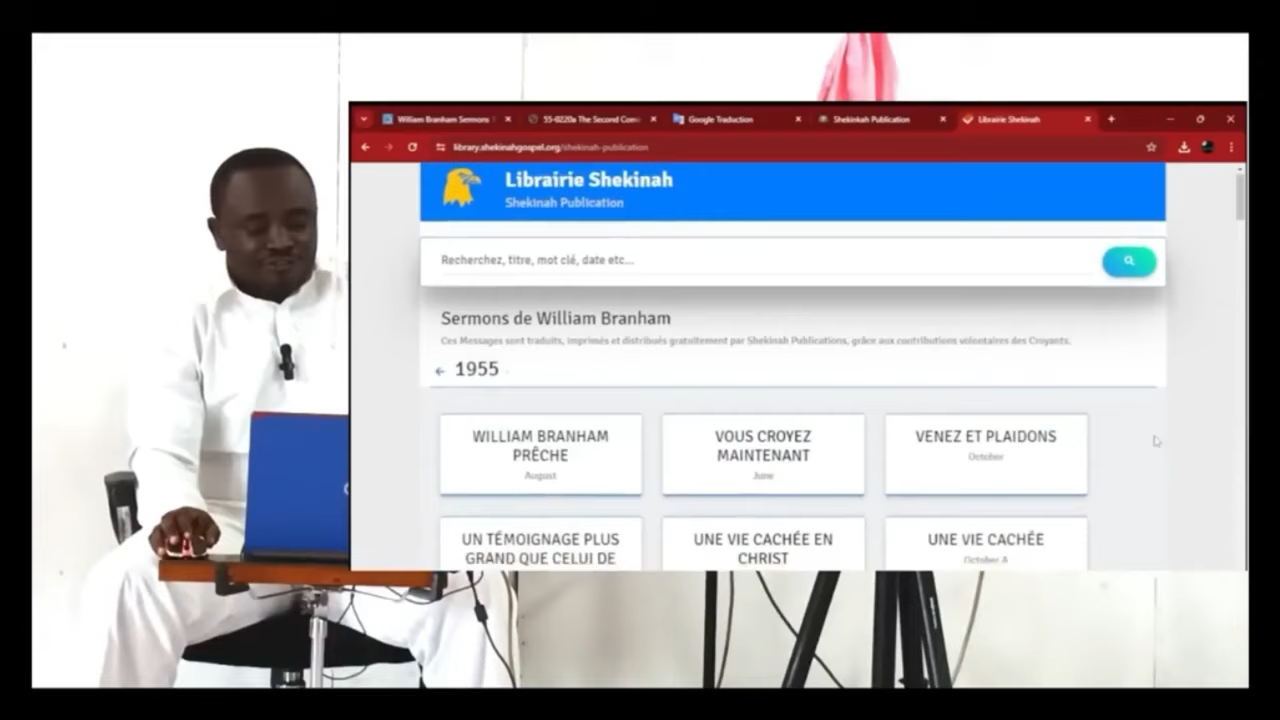 William Branham Sermons
55-0220a The Second Com
Google Traduction
Shekinkah Publication
Librairie Shekinah
library.shekinahgospel.org/shekinah-publication
Librairie Shekinah
Shekinah Publication
Recherchez, titre, mot clé, date etc...
Sermons de William Branham
Ces Messages sont traduits, imprimés et distribués gratuitement par Shekinah Publications, grâce aux contributions volontaires des Croyants.
← 1955
WILLIAM BRANHAM
PRÊCHE
August
VOUS CROYEZ
MAINTENANT
June
VENEZ ET PLAIDONS
October
UN TÉMOIGNAGE PLUS
GRAND QUE CELUI DE
UNE VIE CACHÉE EN
CHRIST
UNE VIE CACHÉE
October A